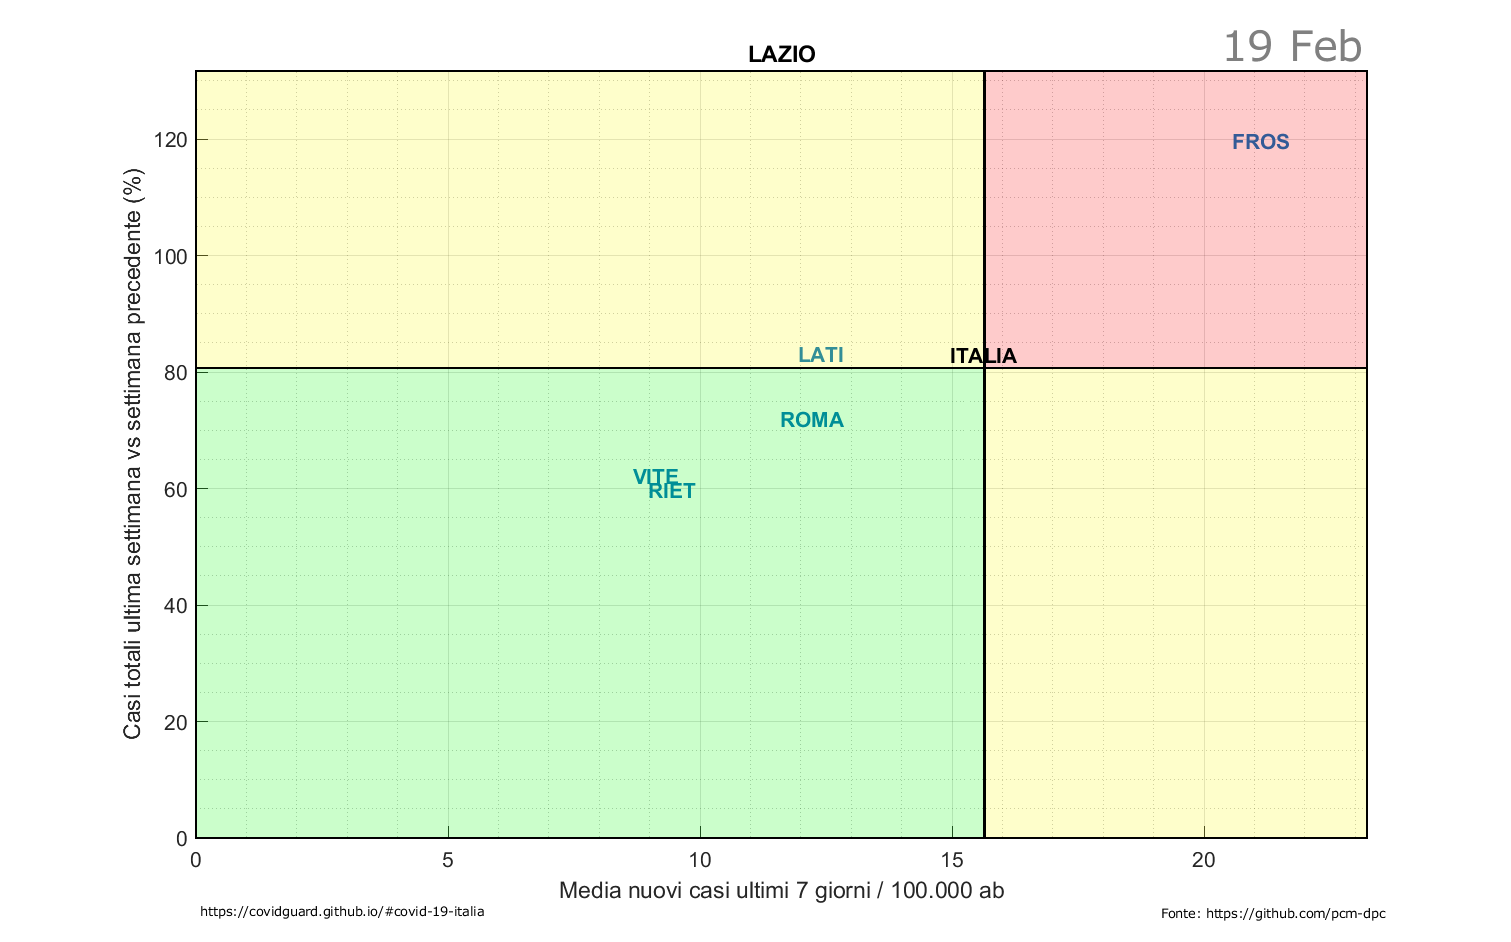 LAZIO
19 Feb
120
100
80
60
40
20
0
Casi totali ultima settimana vs settimana precedente (%)
FROS
LATI
ITALIA
ROMA
VITE
RIET
0
5
10
15
20
Media nuovi casi ultimi 7 giorni / 100.000 ab
https://covidguard.github.io/#covid-19-italia
Fonte: https://github.com/pcm-dpc